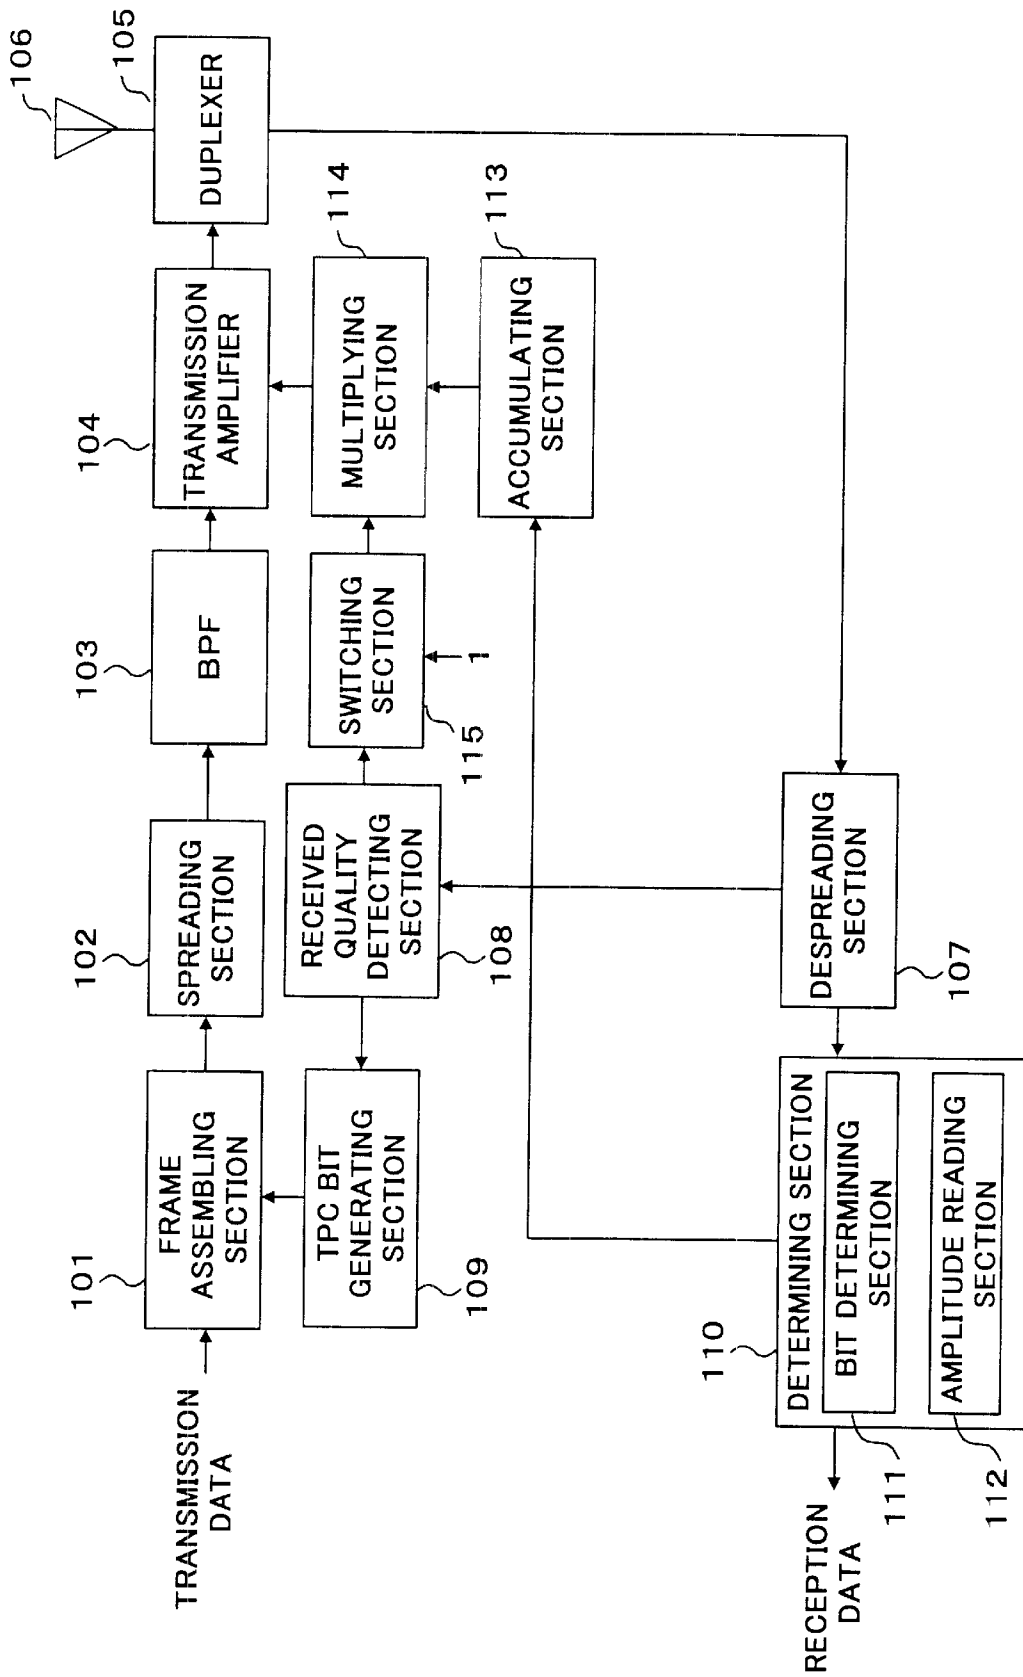 106
105
DUPLEXER
104
TRANSMISSION
AMPLIFIER
103
BPF
102
SPREADING
SECTION
101
FRAME
ASSEMBLING
SECTION
TRANSMISSION
DATA
114
MULTIPLYING
SECTION
SWITCHING
SECTION
1
115
RECEIVED
QUALITY
DETECTING
SECTION
108
TPC BIT
GENERATING
SECTION
109
113
ACCUMULATING
SECTION
DESPREADING
SECTION
107
110
DETERMINING SECTION
BIT DETERMINING
SECTION
111
AMPLITUDE READING
SECTION
112
RECEPTION
DATA